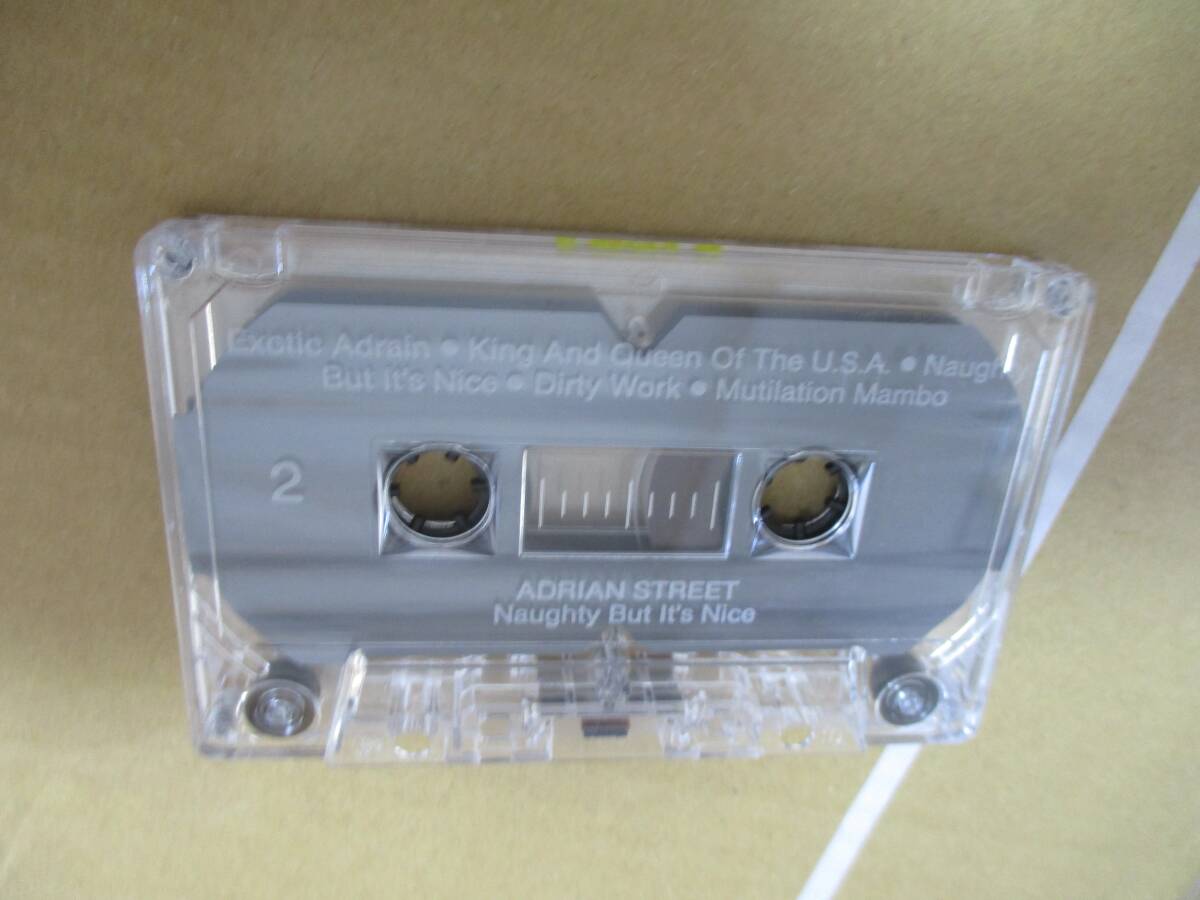 Exotic Adrain • King And Queen Of The U.S.A. • Naughty
But It's Nice • Dirty Work • Mutilation Mambo
2
ADRIAN STREET
Naughty But It's Nice